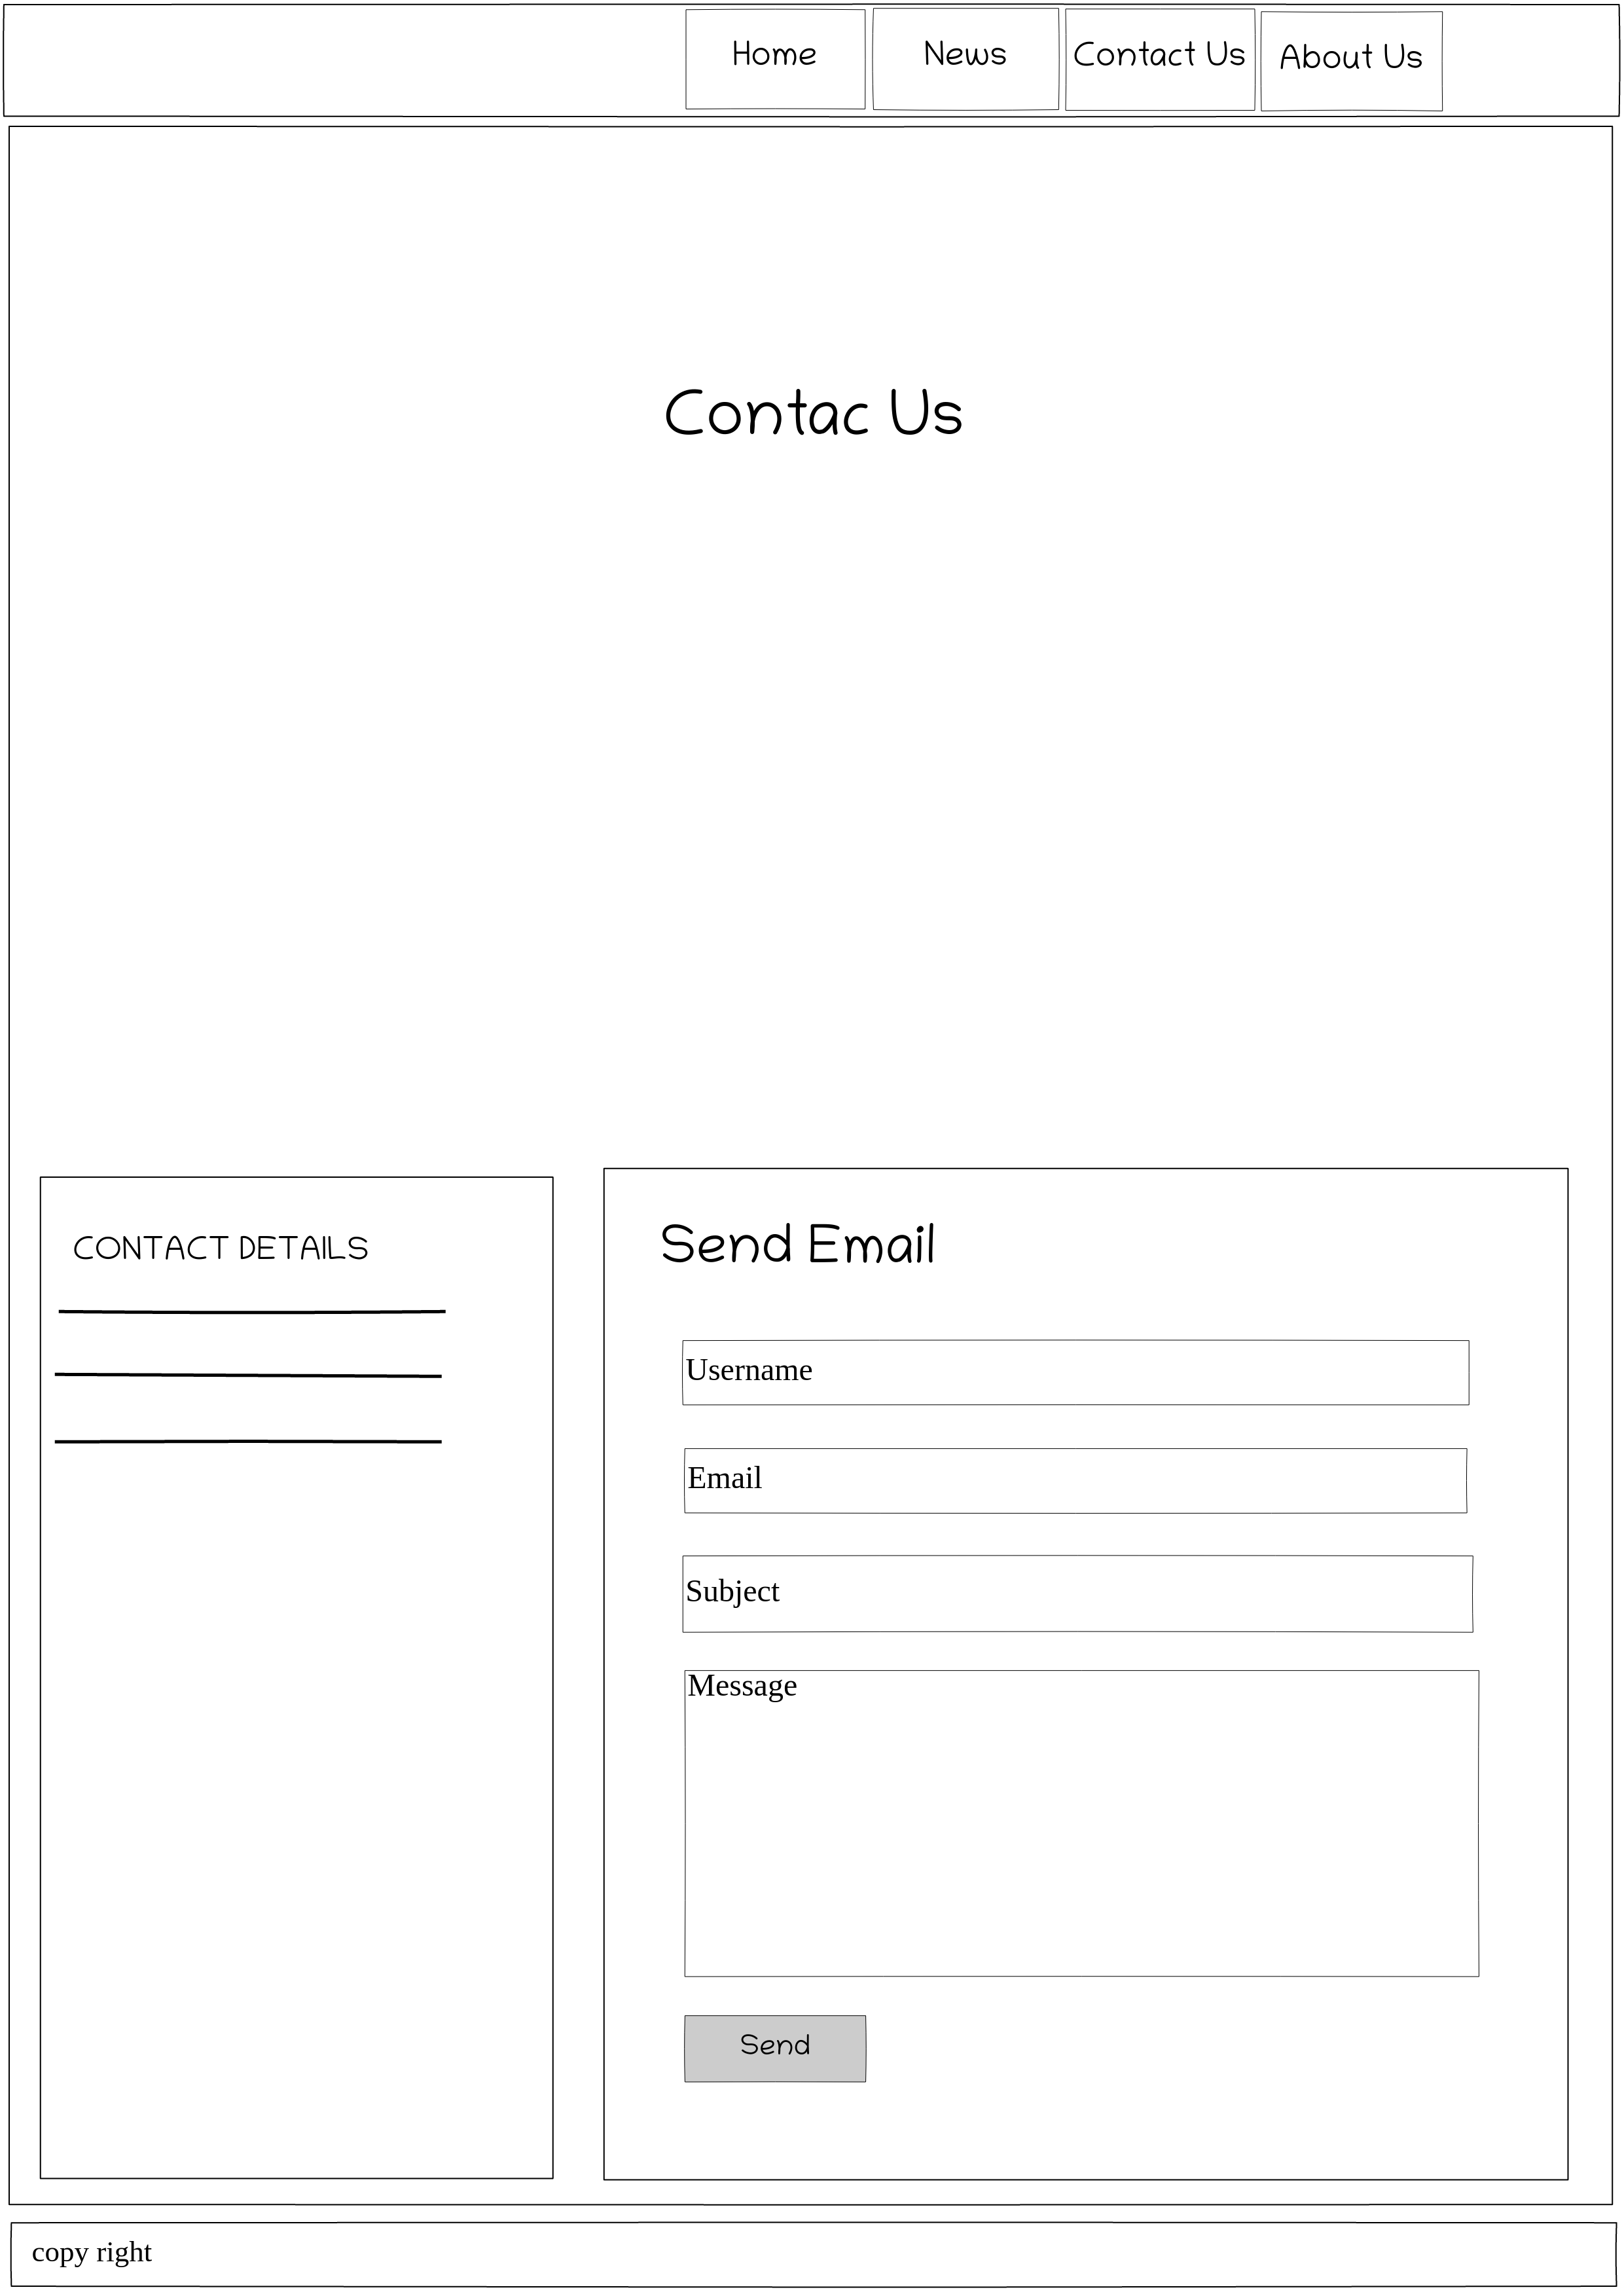 Home News Contact Us About Us
Contac Us
CONTACT DETAILS
Send Email
Username
Email
Subject
Message
Send
copy right